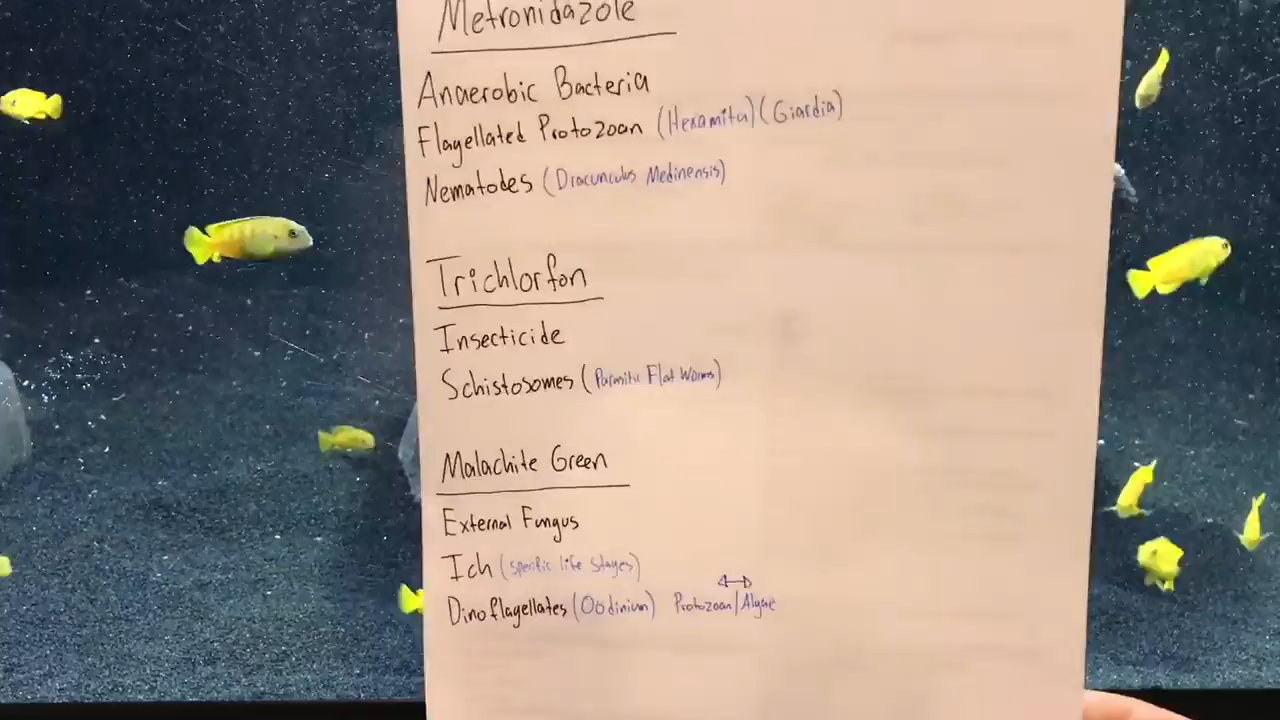 Metronidazole
Anaerobic Bacteria
Flagellated Protozoan (Hexamita) (Giardia)
Nematodes (Dracunculus Medinensis)
Trichlorfon
Insecticide
Schistosomes (Parasitic Flat Worms)
Malachite Green
External Fungus
Ich (specific life stages)
Dinoflagellates (Oodinium) Protozoan/Algae